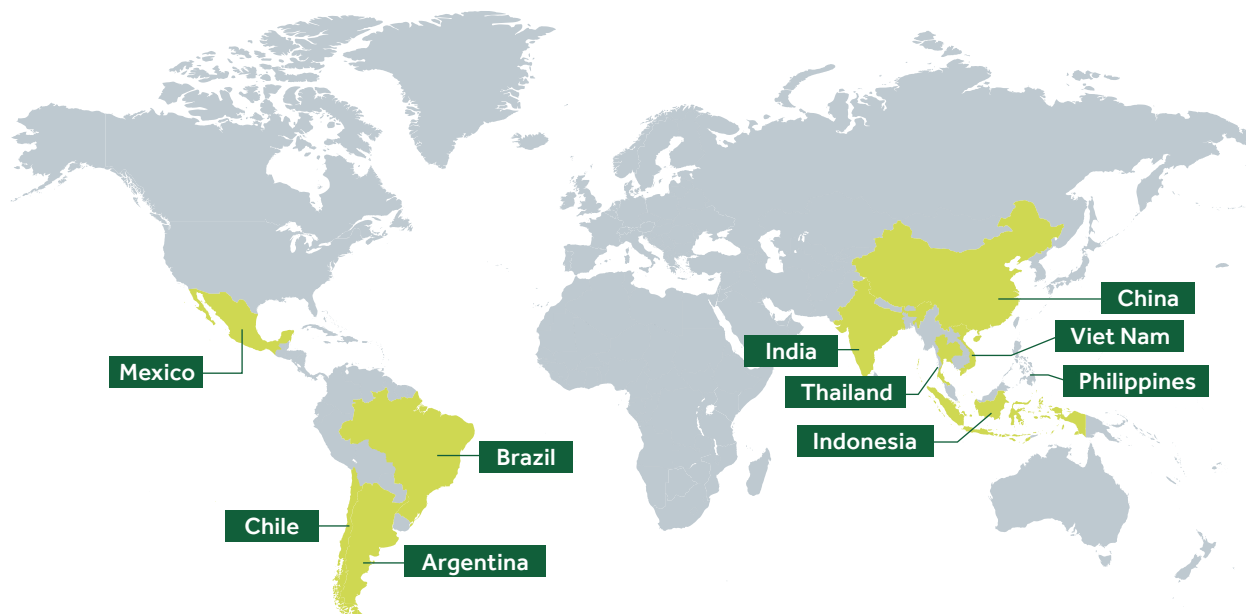 China
Viet Nam
India
Mexico
Philippines
Thailand
Indonesia
Brazil
Chile
Argentina